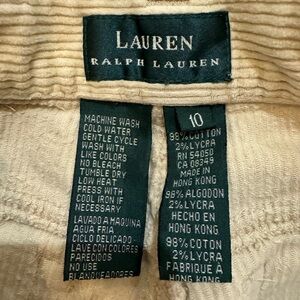 LAUREN
RALPH LAUREN
MACHINE WASH
COLD WATER
GENTLE CYCLE
WASH WITH
LIKE COLORS
NO BLEACH
TUMBLE DRY
LOW HEAT
PRESS WITH
COOL IRON IF
NECESSARY
LAVADO A MAQUINA
AGUA FRIA
CICLO DELICADO
LAVE CON COLORES
PARECIDOS
NO USE
BLANQUEADORES
10
98% COTTON
2% LYCRA
RN 54050
CA 08349
MADE IN
HONG KONG
98% ALGODON
2% LYCRA
HECHO EN
HONG KONG
98% COTON
2% LYCRA
FABRIQUE A
HONG KONG